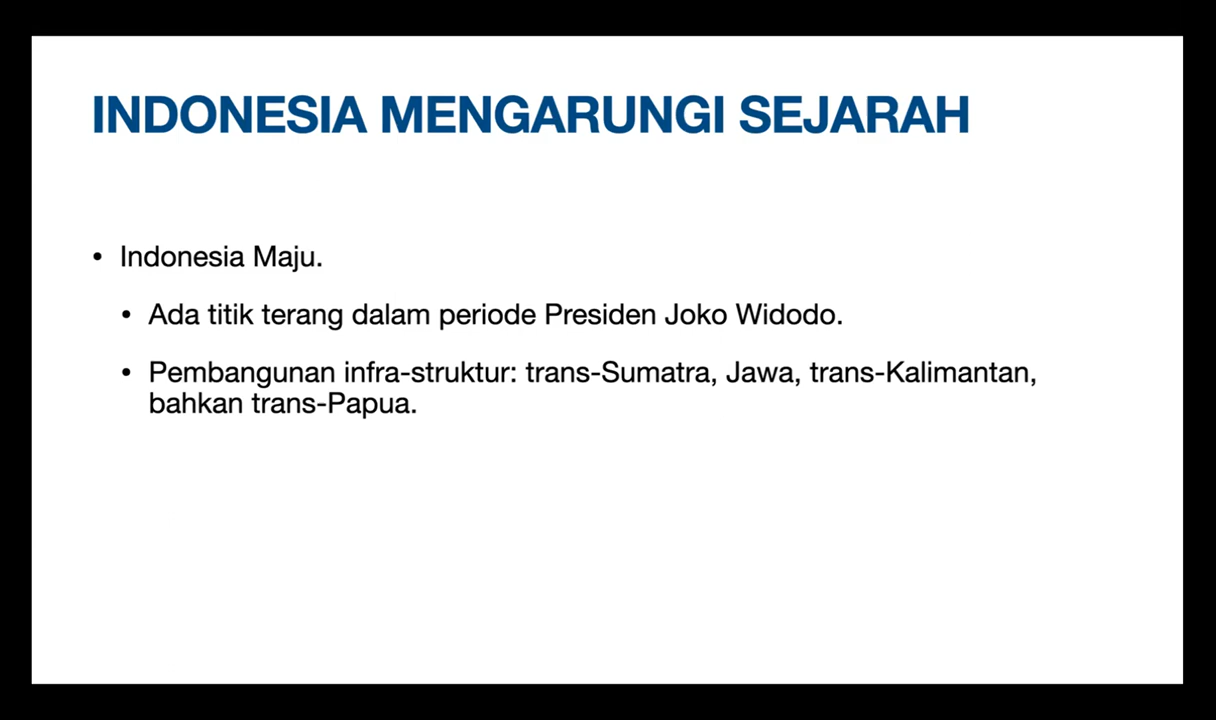 INDONESIA MENGARUNGI SEJARAH
• Indonesia Maju.
• Ada titik terang dalam periode Presiden Joko Widodo.
• Pembangunan infra-struktur: trans-Sumatra, Jawa, trans-Kalimantan,
bahkan trans-Papua.